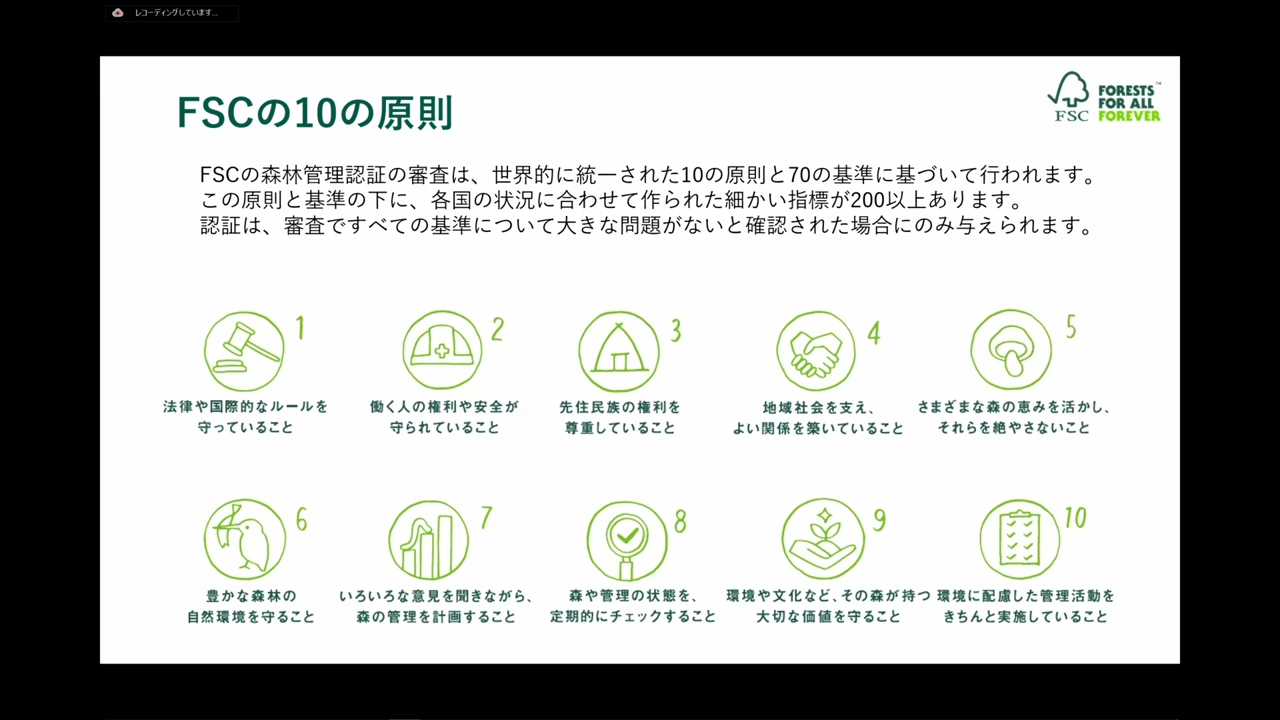 レコーディングしています...
FSCの10の原則
FSC
FORESTS™
FOR ALL
FOREVER
FSCの森林管理認証の審査は、世界的に統一された10の原則と70の基準に基づいて行われます。
この原則と基準の下に、各国の状況に合わせて作られた細かい指標が200以上あります。
認証は、審査ですべての基準について大きな問題がないと確認された場合にのみ与えられます。
1
法律や国際的なルールを
守っていること
2
働く人の権利や安全が
守られていること
3
先住民族の権利を
尊重していること
4
地域社会を支え、
よい関係を築いていること
5
さまざまな森の恵みを活かし、
それらを絶やさないこと
6
豊かな森林の
自然環境を守ること
7
いろいろな意見を聞きながら、
森の管理を計画すること
8
森や管理の状態を、
定期的にチェックすること
9
環境や文化など、その森が持つ
大切な価値を守ること
10
環境に配慮した管理活動を
きちんと実施していること